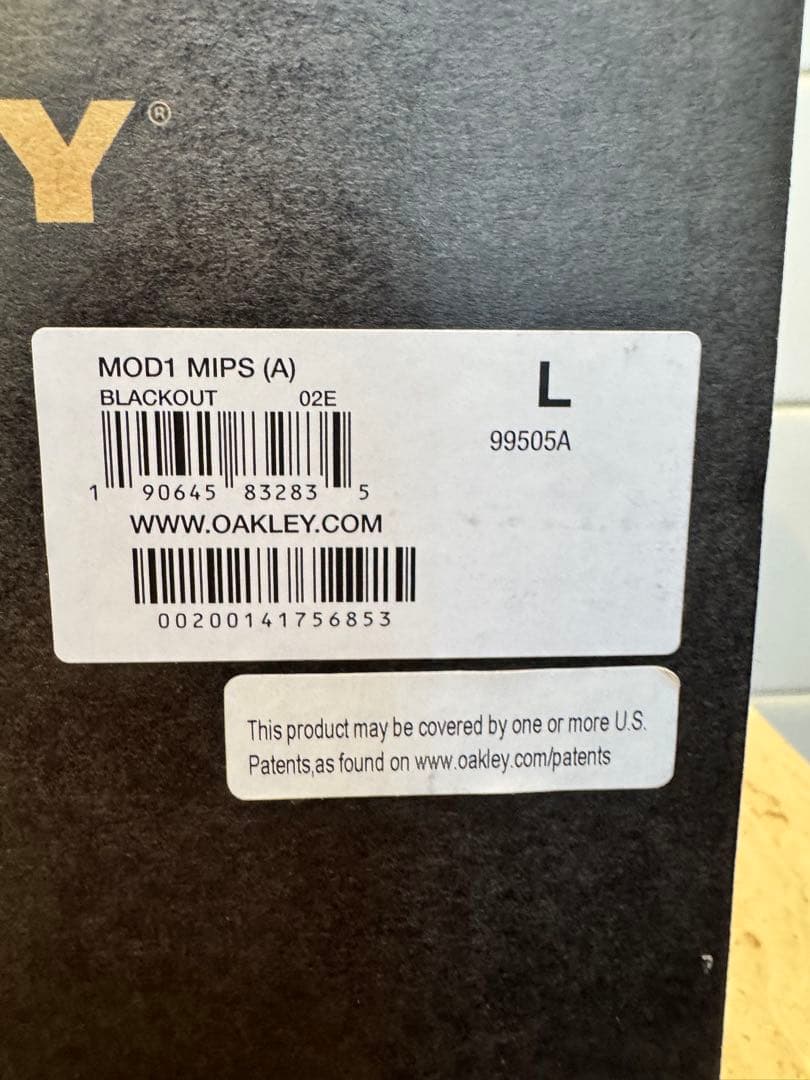 Y®
MOD1 MIPS (A)
BLACKOUT 02E
L
99505A
1 90645 83283 5
WWW.OAKLEY.COM
00200141756853
This product may be covered by one or more U.S.
Patents,as found on www.oakley.com/patents